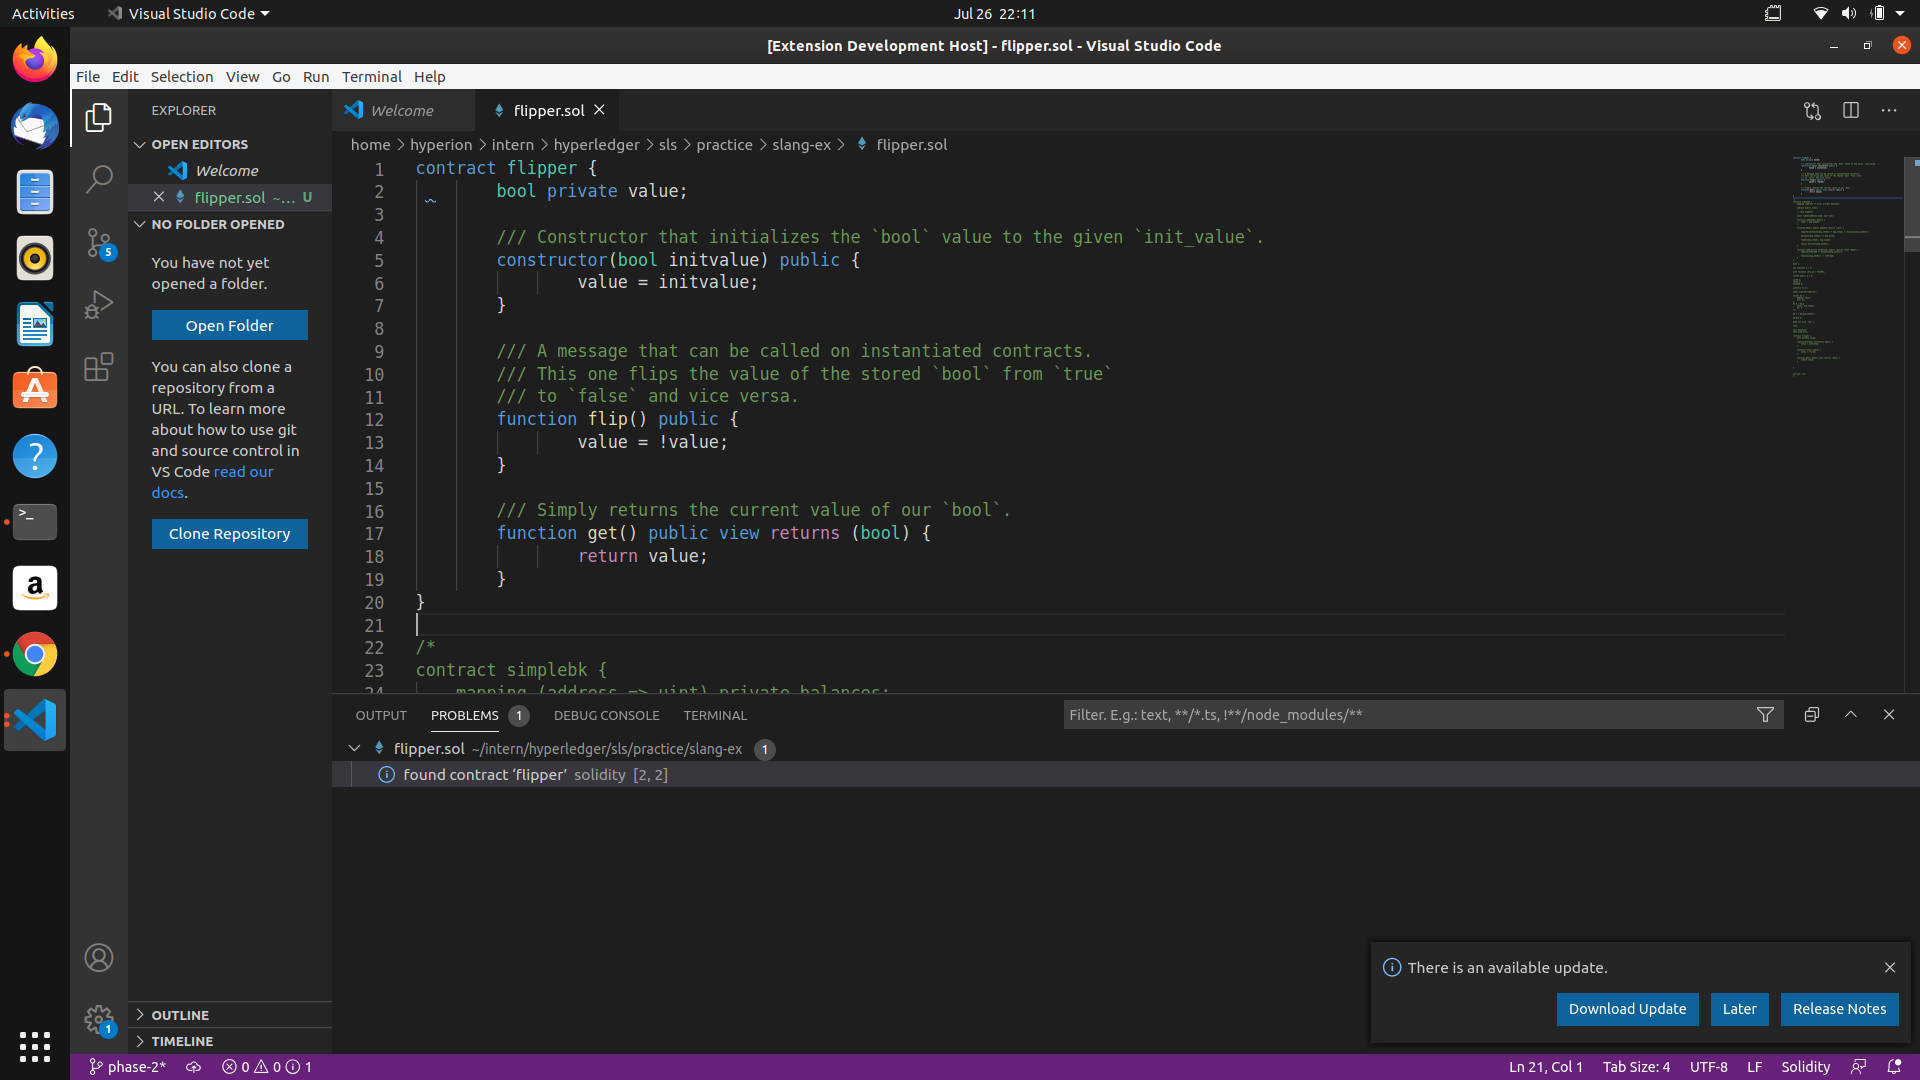 Activities
Visual Studio Code
Jul 26 22:11
[Extension Development Host] - flipper.sol - Visual Studio Code
File Edit Selection View Go Run Terminal Help
EXPLORER
OPEN EDITORS
Welcome
flipper.sol ~... U
NO FOLDER OPENED
You have not yet
opened a folder.
Open Folder
You can also clone a
repository from a
URL. To learn more
about how to use git
and source control in
VS Code read our
docs.
Clone Repository
OUTLINE
TIMELINE
5
1
Welcome
flipper.sol
home > hyperion > intern > hyperledger > sls > practice > slang-ex > flipper.sol
1 contract flipper {
2 bool private value;
3
4 /// Constructor that initializes the `bool` value to the given `init_value`.
5 constructor(bool initvalue) public {
6 value = initvalue;
7 }
8
9 /// A message that can be called on instantiated contracts.
10 /// This one flips the value of the stored `bool` from `true`
11 /// to `false` and vice versa.
12 function flip() public {
13 value = !value;
14 }
15
16 /// Simply returns the current value of our `bool`.
17 function get() public view returns (bool) {
18 return value;
19 }
20 }
21
22 /*
23 contract simplebk {
24 mapping (address => uint) private balances;
OUTPUT PROBLEMS 1 DEBUG CONSOLE TERMINAL
Filter. E.g.: text, **/*.ts, !**/node_modules/**
flipper.sol ~/intern/hyperledger/sls/practice/slang-ex 1
found contract ‘flipper’ solidity [2, 2]
There is an available update.
Download Update
Later
Release Notes
phase-2* 0 0 1
Ln 21, Col 1 Tab Size: 4 UTF-8 LF Solidity